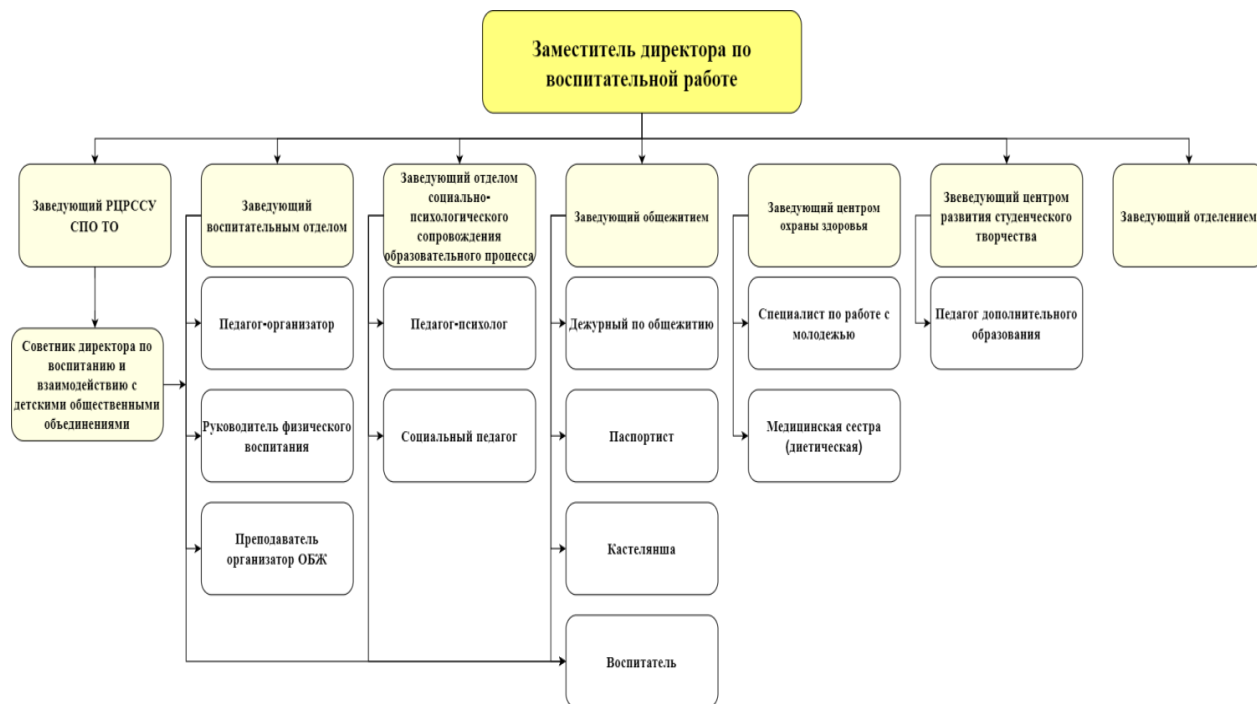 Заместитель директора по
воспитательной работе
Заведующий РЦРССУ
СПО ТО
Заведующий
воспитательным отделом
Заведующий отделом
социально-
психологического
сопровождения
образовательного процесса
Заведующий общежитием
Заведующий центром
охраны здоровья
Зveведующий центром
развития студенческого
творчества
Заведующий отделением
Советник директора по
воспитанию и
взаимодействию с
детскими общественными
объединениями
Педагог-организатор
Педагог-психолог
Дежурный по общежитию
Специалист по работе с
молодежью
Педагог дополнительного
образования
Руководитель физического
воспитания
Социальный педагог
Паспортист
Медицинская сестра
(диетическая)
Преподаватель
организатор ОБЖ
Кастелянша
Воспитатель